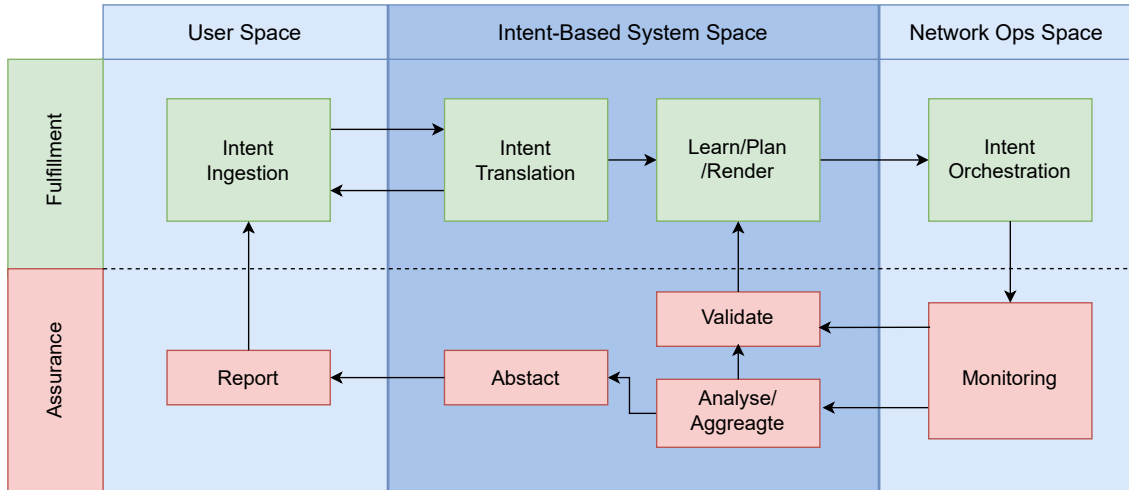 User Space
Intent-Based System Space
Network Ops Space
Fulfillment
Intent
Ingestion
Intent
Translation
Learn/Plan
/Render
Intent
Orchestration
Assurance
Validate
Report
Abstact
Analyse/
Aggreagte
Monitoring